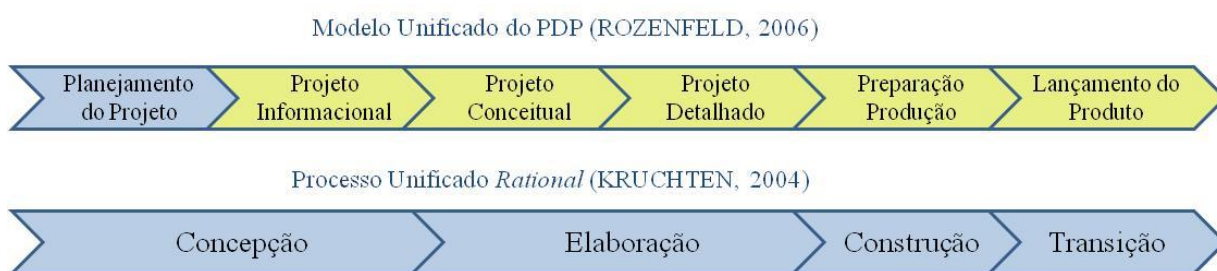 Modelo Unificado do PDP (ROZENFELD, 2006)
Planejamento do Projeto
Projeto Informacional
Projeto Conceitual
Projeto Detalhado
Preparação Produção
Lançamento do Produto
Processo Unificado Rational (KRUCHTEN, 2004)
Concepção
Elaboração
Construção
Transição